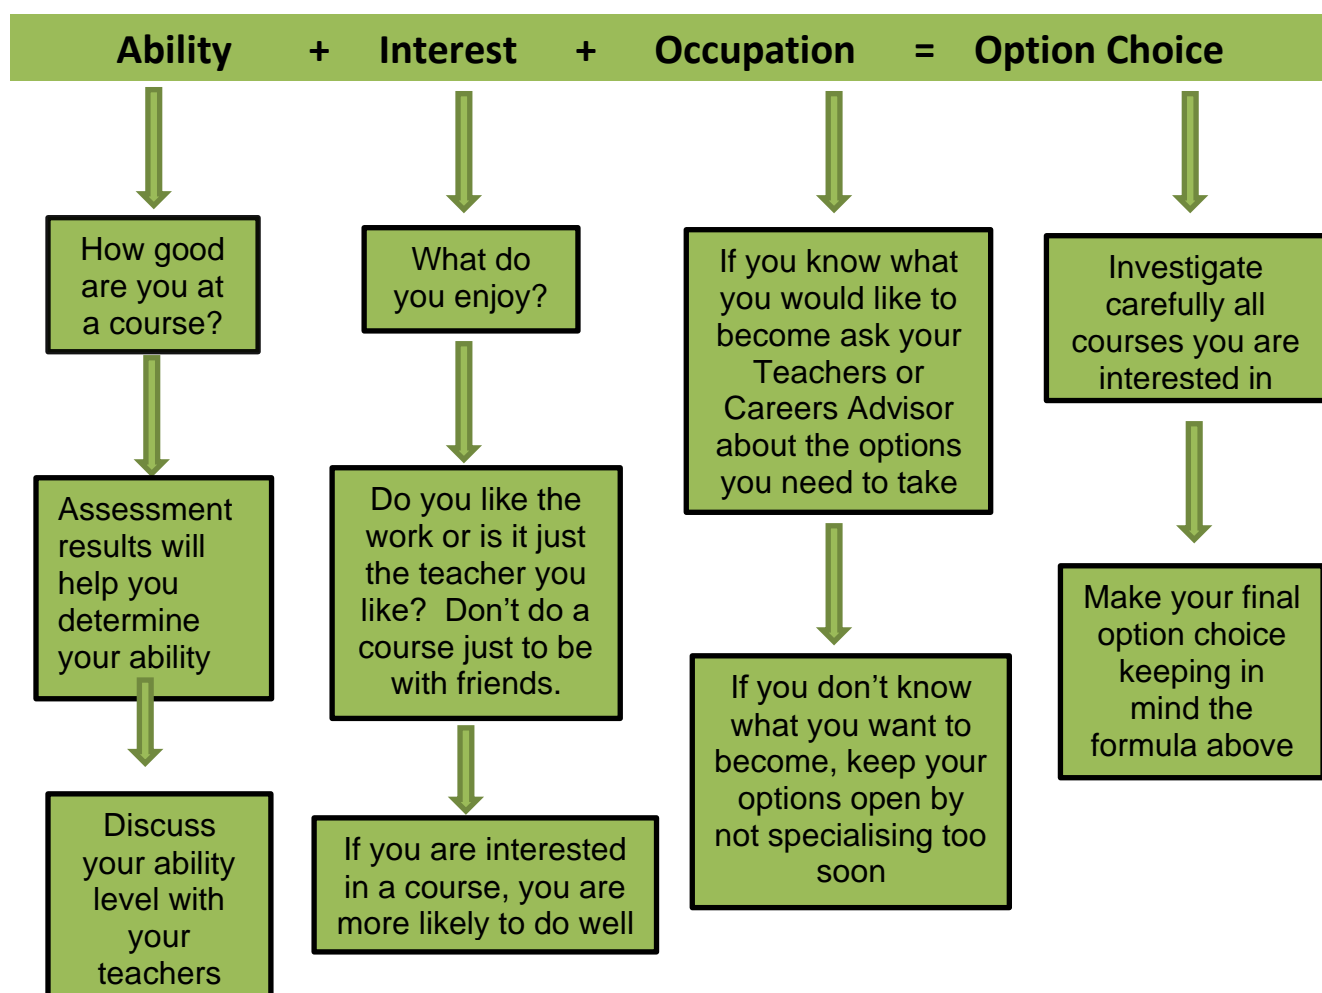 Ability + Interest + Occupation = Option Choice
How good
are you at
a course?
Assessment
results will
help you
determine
your ability
Discuss
your ability
level with
your
teachers
What do
you enjoy?
Do you like the
work or is it just
the teacher you
like?  Don’t do a
course just to be
with friends.
If you are interested
in a course, you are
more likely to do well
If you know what
you would like to
become ask your
Teachers or
Careers Advisor
about the options
you need to take
If you don’t know
what you want to
become, keep your
options open by
not specialising too
soon
Investigate
carefully all
courses you are
interested in
Make your final
option choice
keeping in
mind the
formula above